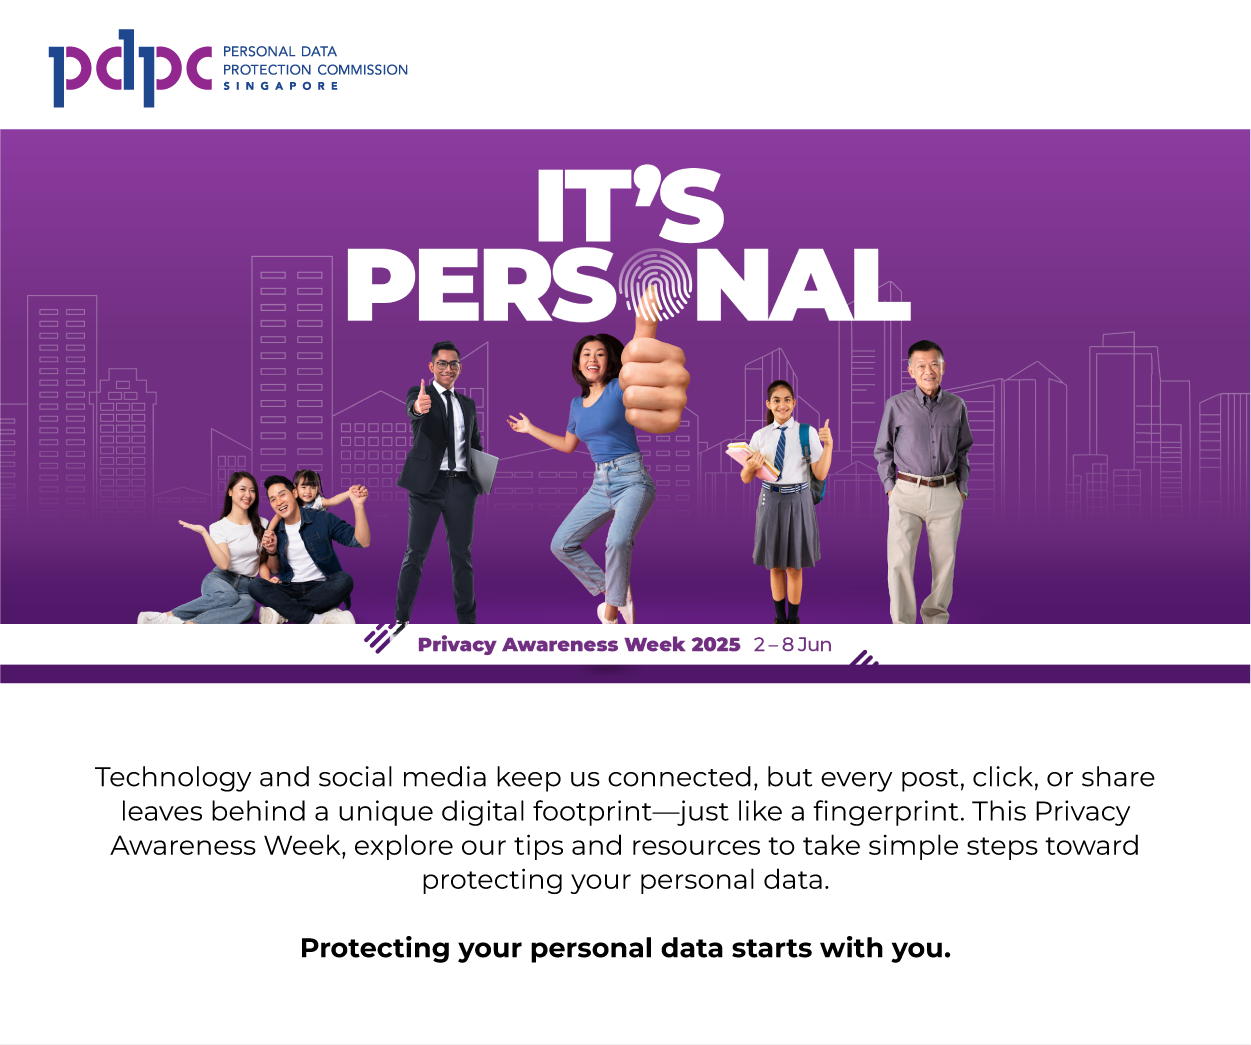 pdpc
PERSONAL DATA
PROTECTION COMMISSION
SINGAPORE
IT'S
PERSONAL
Privacy Awareness Week 2025 2–8 Jun
Technology and social media keep us connected, but every post, click, or share
leaves behind a unique digital footprint—just like a fingerprint. This Privacy
Awareness Week, explore our tips and resources to take simple steps toward
protecting your personal data.
Protecting your personal data starts with you.